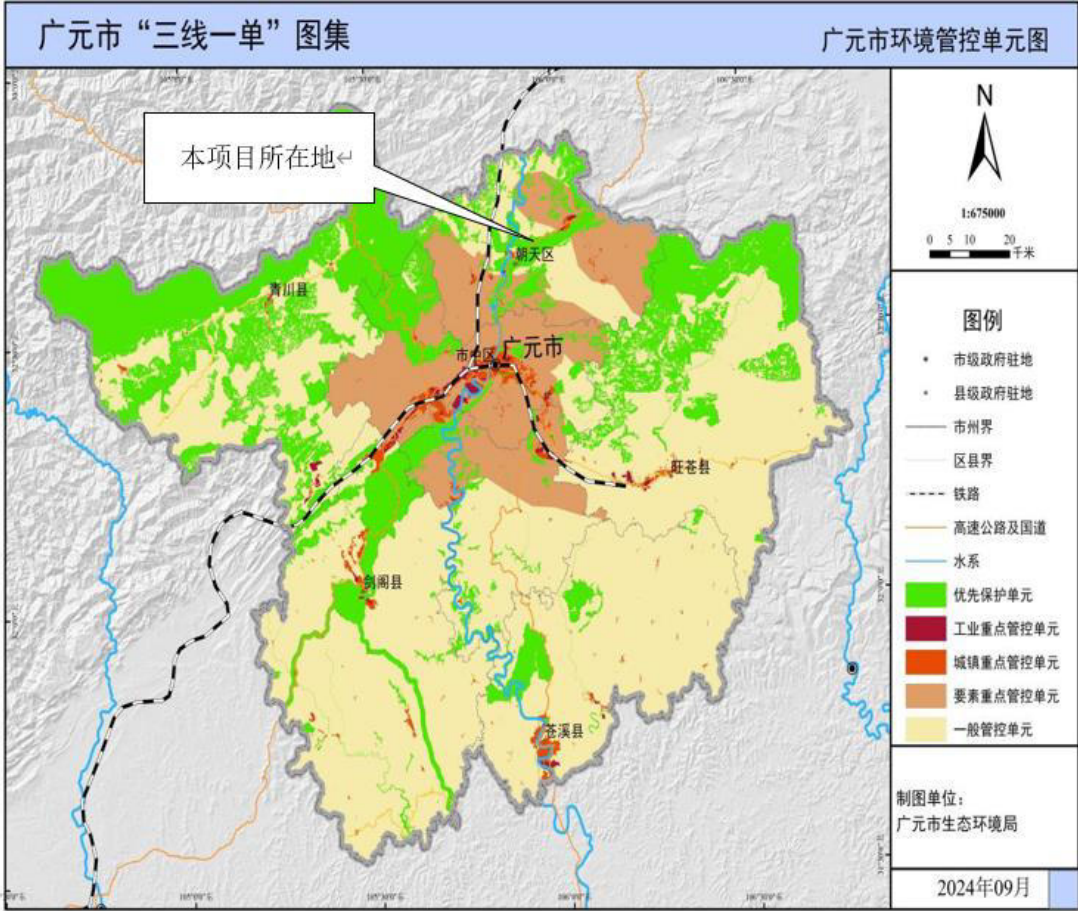 广元市“三线一单”图集
广元市环境管控单元图
本项目所在地↵
朝天区
青川县
市中区
广元市
旺苍县
剑阁县
苍溪县
N
1:675000
0 5 10 20
千米
图例
市级政府驻地
县级政府驻地
市州界
区县界
铁路
高速公路及国道
水系
优先保护单元
工业重点管控单元
城镇重点管控单元
要素重点管控单元
一般管控单元
制图单位：
广元市生态环境局
2024年09月